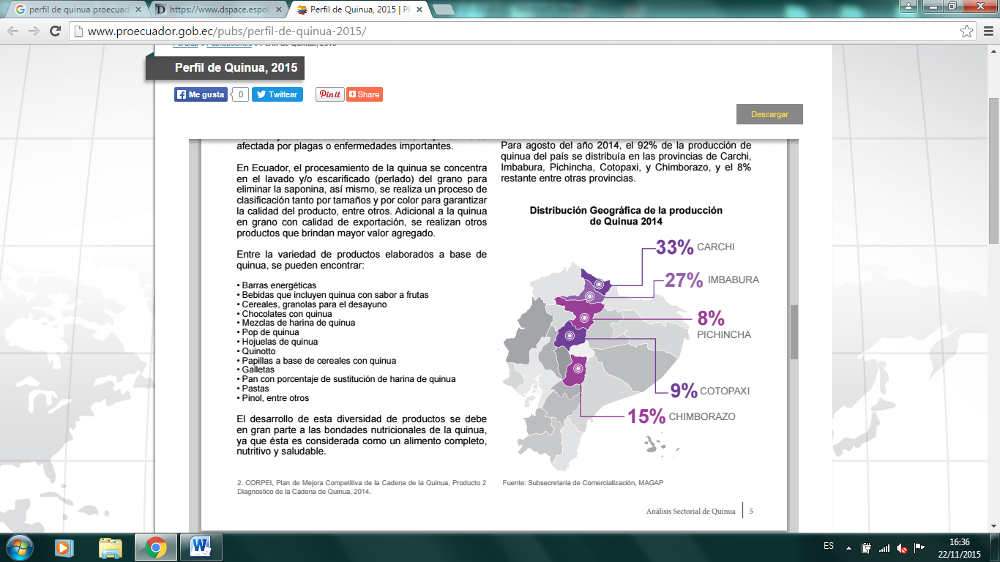 perfil de quinua proecuad
https://www.dspace.espol
Perfil de Quinua, 2015 | PF
www.proecuador.gob.ec/pubs/perfil-de-quinua-2015/
Perfil de Quinua, 2015
Me gusta
0
Twittear
Pin it
Share
Descargar
afectada por plagas o enfermedades importantes.
En Ecuador, el procesamiento de la quinua se concentra
en el lavado y/o escarificado (perlado) del grano para
eliminar la saponina, así mismo, se realiza un proceso de
clasificación tanto por tamaños y por color para garantizar
la calidad del producto, entre otros. Adicional a la quinua
en grano con calidad de exportación, se realizan otros
productos que brindan mayor valor agregado.
Entre la variedad de productos elaborados a base de
quinua, se pueden encontrar:
• Barras energéticas
• Bebidas que incluyen quinua con sabor a frutas
• Cereales, granolas para el desayuno
• Chocolates con quinua
• Mezclas de harina de quinua
• Pop de quinua
• Hojuelas de quinua
• Quinotto
• Papillas a base de cereales con quinua
• Galletas
• Pan con porcentaje de sustitución de harina de quinua
• Pastas
• Pinol, entre otros
El desarrollo de esta diversidad de productos se debe
en gran parte a las bondades nutricionales de la quinua,
ya que ésta es considerada como un alimento completo,
nutritivo y saludable.
2. CORPEI, Plan de Mejora Competitiva de la Cadena de la Quinua, Producto 2
Diagnostico de la Cadena de Quinua, 2014.
Para agosto del año 2014, el 92% de la producción de
quinua del país se distribuía en las provincias de Carchi,
Imbabura, Pichincha, Cotopaxi, y Chimborazo, y el 8%
restante entre otras provincias.
Distribución Geográfica de la producción
de Quinua 2014
33% CARCHI
27% IMBABURA
8%
PICHINCHA
9% COTOPAXI
15% CHIMBORAZO
Fuente: Subsecretaría de Comercialización, MAGAP
Análisis Sectorial de Quinua
5
ES
16:36
22/11/2015